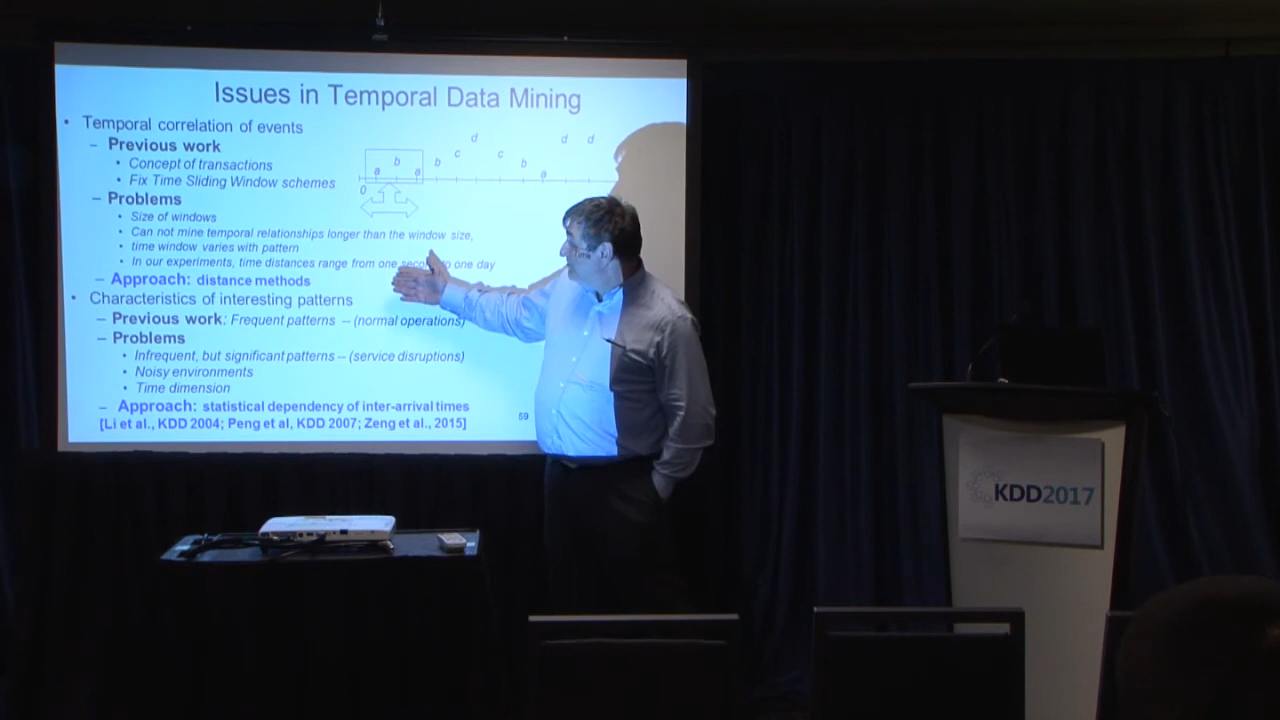 Issues in Temporal Data Mining
• Temporal correlation of events
– Previous work
• Concept of transactions
• Fix Time Sliding Window schemes
d d d
c c
b b b
a a a
0
– Problems
• Size of windows
• Can not mine temporal relationships longer than the window size,
• time window varies with pattern
Time
• In our experiments, time distances range from one second to one day
– Approach: distance methods
• Characteristics of interesting patterns
– Previous work: Frequent patterns – (normal operations)
– Problems
• Infrequent, but significant patterns – (service disruptions)
• Noisy environments
• Time dimension
– Approach: statistical dependency of inter-arrival times
[Li et al., KDD 2004; Peng et al, KDD 2007; Zeng et al., 2015]
59
KDD2017